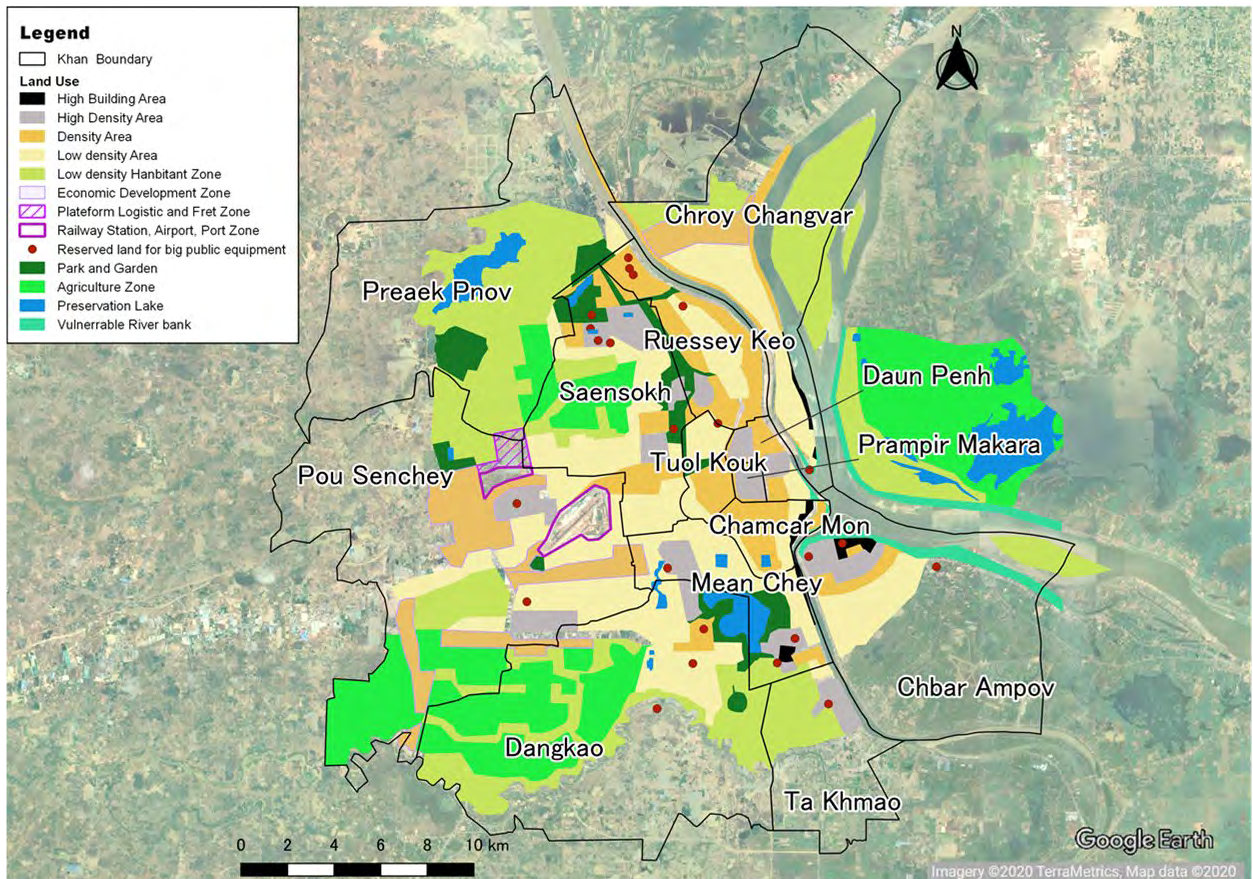 Legend
Khan Boundary
Land Use
High Building Area
High Density Area
Density Area
Low density Area
Low density Hanbitant Zone
Economic Development Zone
Plateform Logistic and Fret Zone
Railway Station, Airport, Port Zone
Reserved land for big public equipment
Park and Garden
Agriculture Zone
Preservation Lake
Vulnerrable River bank
N
Chroy Changvar
Preaek Pnov
Ruessey Keo
Daun Penh
Saensokh
Prampir Makara
Tuol Kouk
Pou Senchey
Chamcar Mon
Mean Chey
Chbar Ampov
Dangkao
Ta Khmao
0 2 4 6 8 10 km
Google Earth
Imagery ©2020 TerraMetrics, Map data ©2020